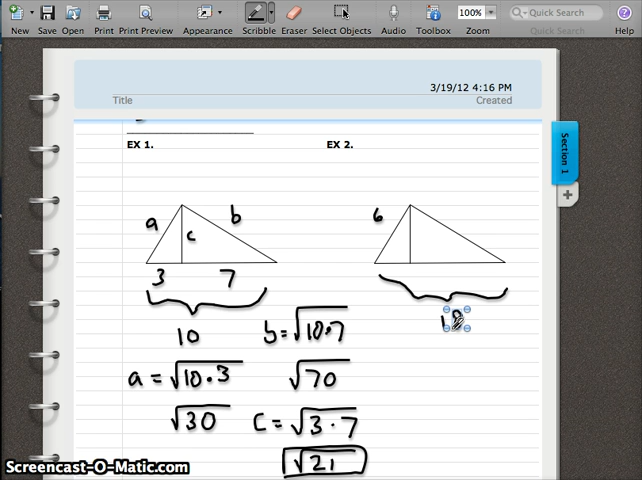 New Save Open Print Print Preview Appearance Scribble Eraser Select Objects Audio Toolbox 100% Zoom Quick Search Quick Search Help
3/19/12 4:16 PM
Title Created
EX 1. EX 2.
Section 1
a b c 6
3 7
10 b = √10·7
a = √10·3 √70
√30 c = √3·7
√21
Screencast-O-Matic.com